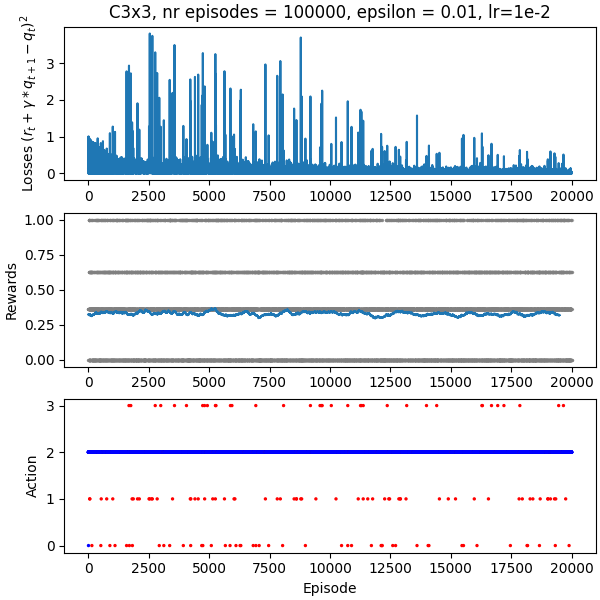 C3x3, nr episodes = 100000, epsilon = 0.01, lr=1e-2
Losses $(r_t + \gamma * q_{t+1} - q_t)^2$
3
2
1
0
0 2500 5000 7500 10000 12500 15000 17500 20000
Rewards
1.00
0.75
0.50
0.25
0.00
0 2500 5000 7500 10000 12500 15000 17500 20000
Action
3
2
1
0
0 2500 5000 7500 10000 12500 15000 17500 20000
Episode